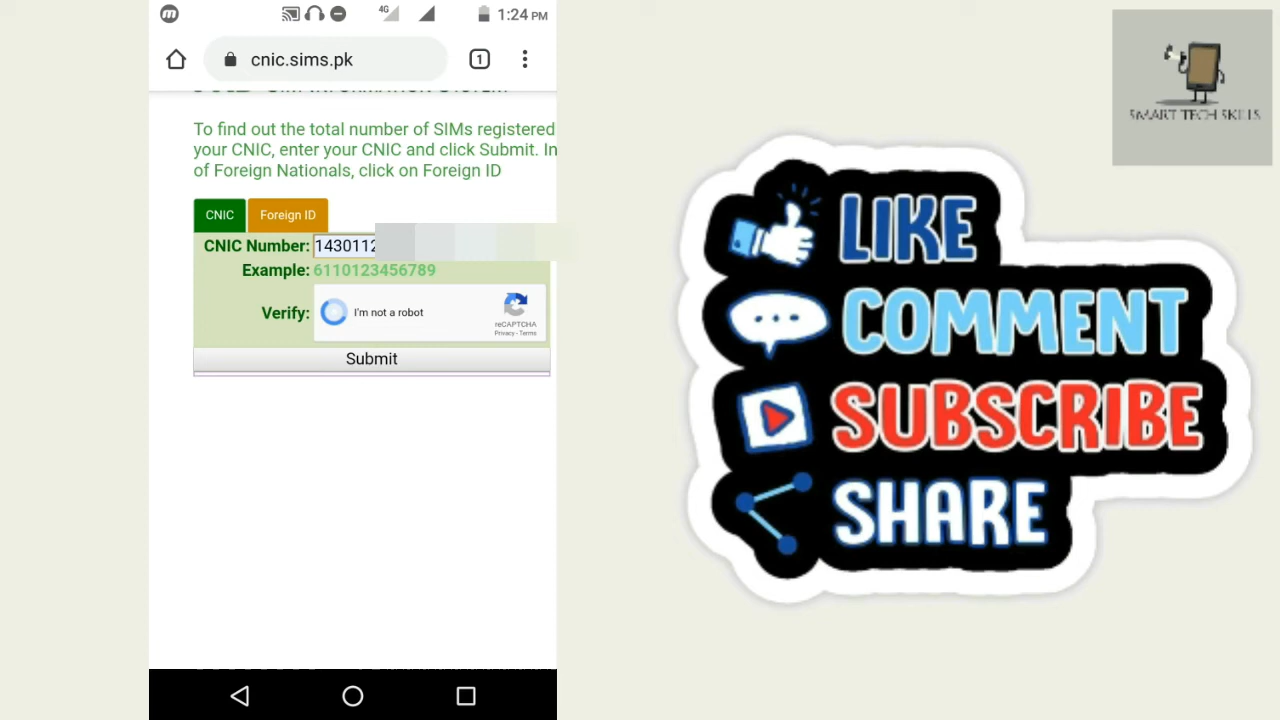 4G
1:24 PM
cnic.sims.pk
1
To find out the total number of SIMs registered
your CNIC, enter your CNIC and click Submit. In
of Foreign Nationals, click on Foreign ID
CNIC
Foreign ID
CNIC Number: 1430112
Example: 6110123456789
Verify: I'm not a robot
reCAPTCHA
Privacy - Terms
Submit
SMART TECH SKILLS
LIKE
COMMENT
SUBSCRIBE
SHARE